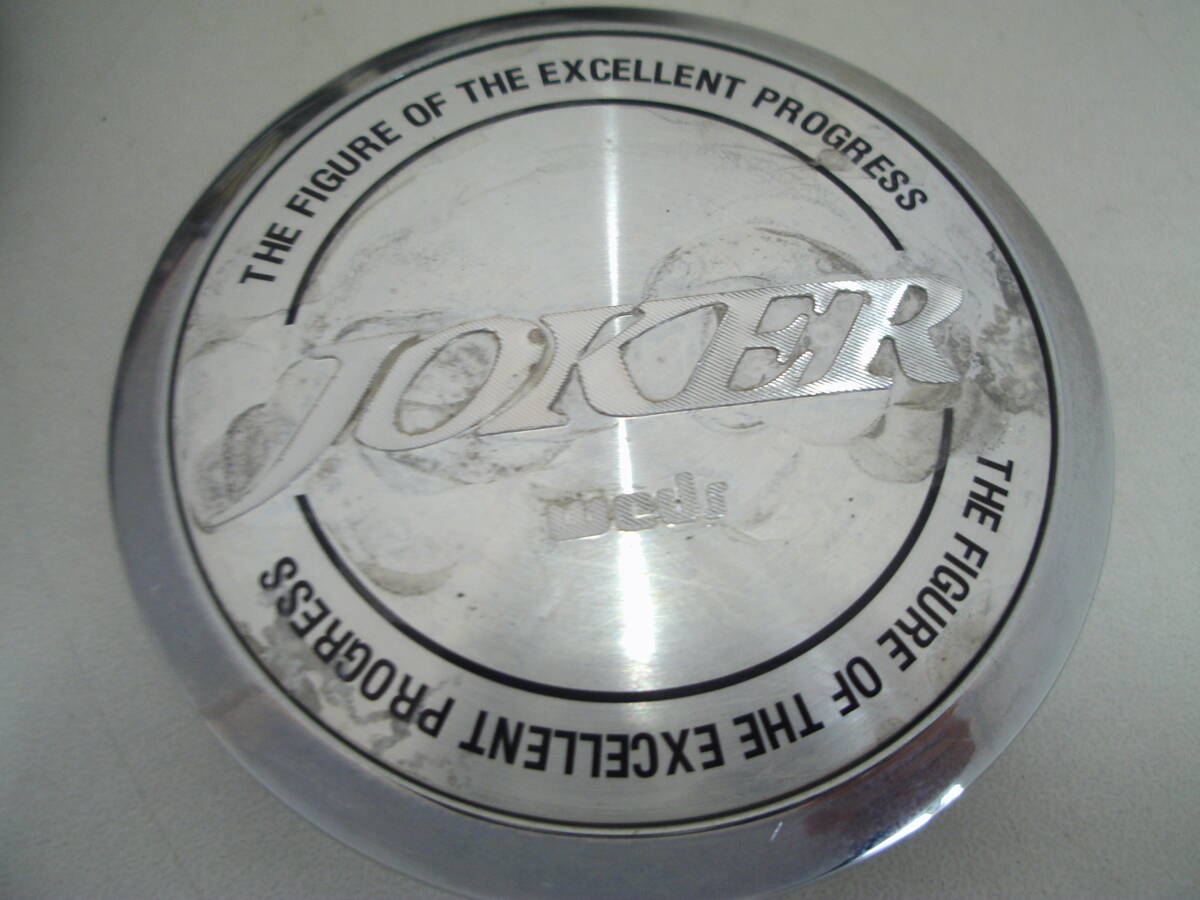 THE FIGURE OF THE EXCELLENT PROGRESS
JOKER
weds
THE FIGURE OF THE EXCELLENT PROGRESS